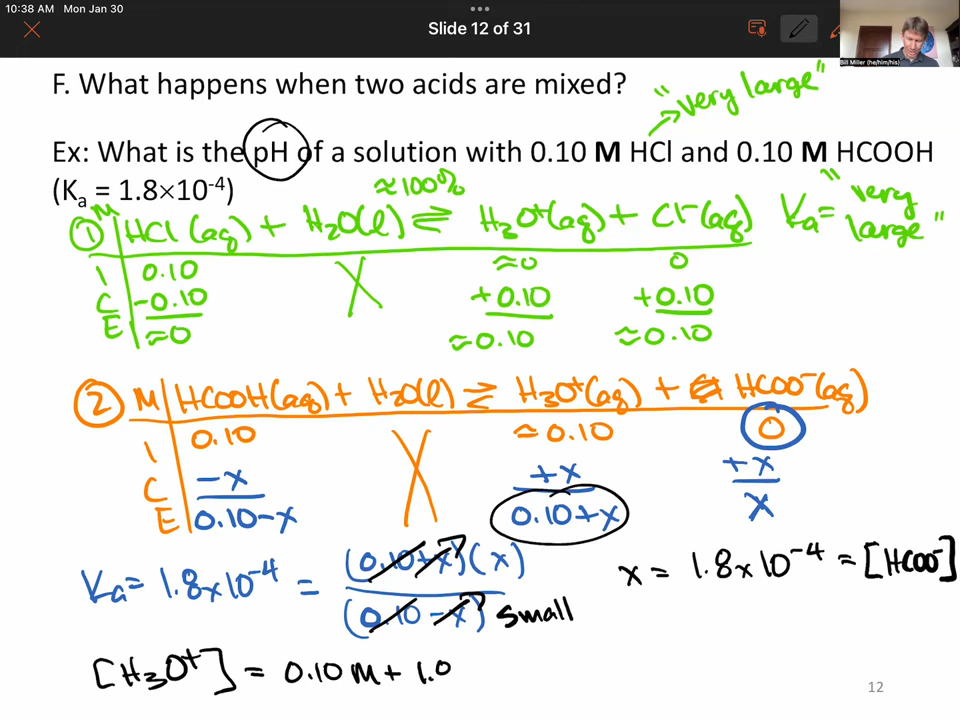 10:38 AM Mon Jan 30
Slide 12 of 31
Bill Miller (he/him/his)
F. What happens when two acids are mixed?
"very large"
Ex: What is the pH of a solution with 0.10 M HCl and 0.10 M HCOOH
(Ka = 1.8×10⁻⁴)
≈100%
① M HCl (aq) + H₂O(l) ⇌ H₃O⁺(aq) + Cl⁻(aq) Ka = "very large"
I 0.10 ≈0 0
C -0.10 +0.10 +0.10
E ≈0 ≈0.10 ≈0.10
② M HCOOH(aq) + H₂O(l) ⇌ H₃O⁺(aq) + HCOO⁻(aq)
I 0.10 ≈0.10 0
C -x +x +x
E 0.10-x 0.10+x x
Ka = 1.8x10⁻⁴ = (0.10+x)(x) / (0.10-x) small
x = 1.8x10⁻⁴ = [HCOO⁻]
[H₃O⁺] = 0.10 M + 1.0
12